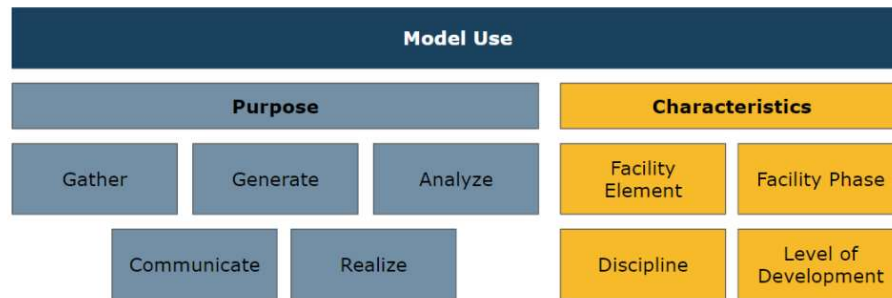 Model Use
Purpose
Characteristics
Gather
Generate
Analyze
Facility
Element
Facility Phase
Communicate
Realize
Discipline
Level of
Development